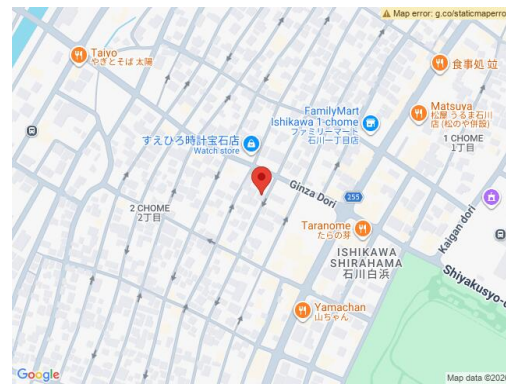 Map error: g.co/staticmaperro
Taiyo
やぎとそば 太陽
食事処 竝
FamilyMart
Ishikawa 1-chome
ファミリーマート
石川一丁目店
Matsuya
松屋 うるま石川
店 (松のや併設)
すえひろ時計宝石店
Watch store
1 CHOME
1丁目
Ginza Dori
255
2 CHOME
2丁目
Kaigan dori
Taranome
たらの芽
ISHIKAWA
SHIRAHAMA
石川白浜
Shiyakusyo-d
Yamachan
山ちゃん
Google
Map data ©2026